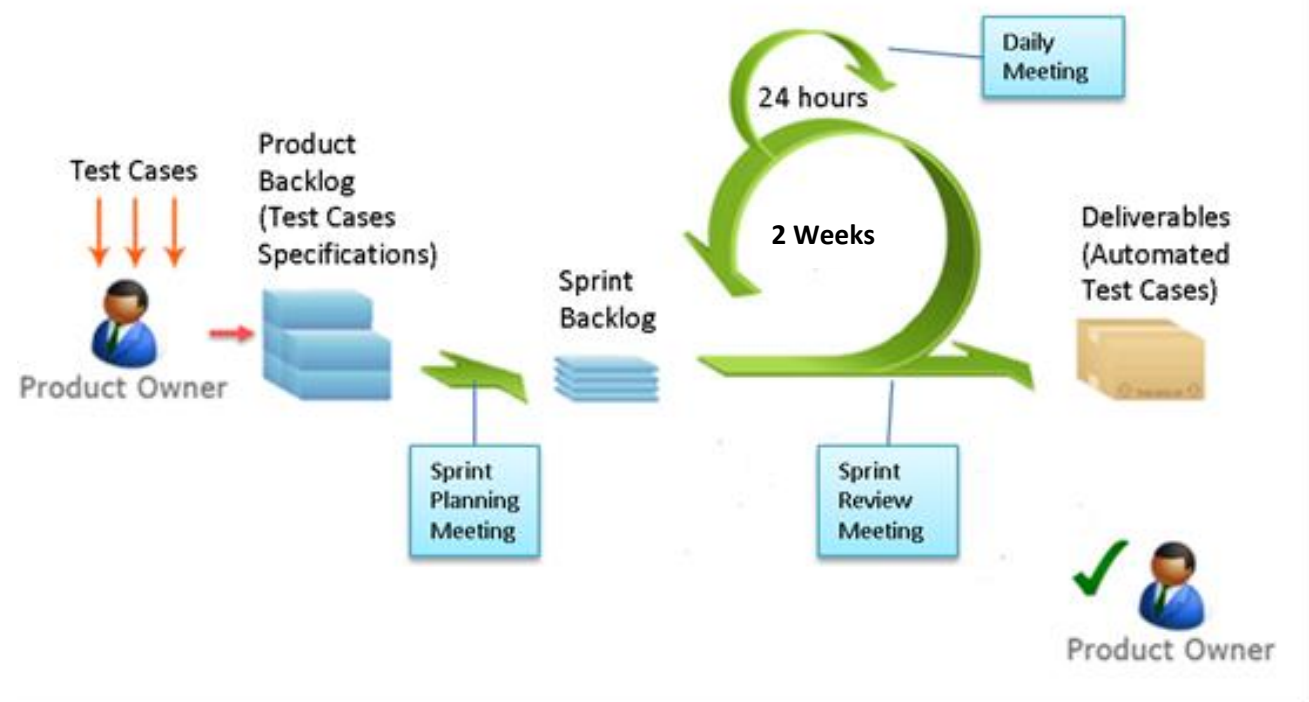 Test Cases
Product Owner
Product
Backlog
(Test Cases
Specifications)
Sprint
Planning
Meeting
Sprint
Backlog
24 hours
2 Weeks
Daily
Meeting
Sprint
Review
Meeting
Deliverables
(Automated
Test Cases)
Product Owner